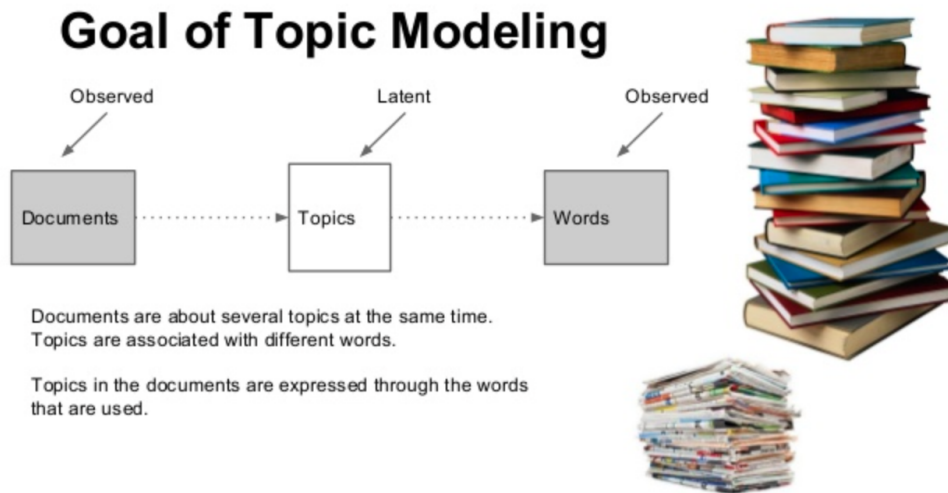 Goal of Topic Modeling
Observed
Latent
Observed
Documents
Topics
Words
Documents are about several topics at the same time.
Topics are associated with different words.
Topics in the documents are expressed through the words
that are used.